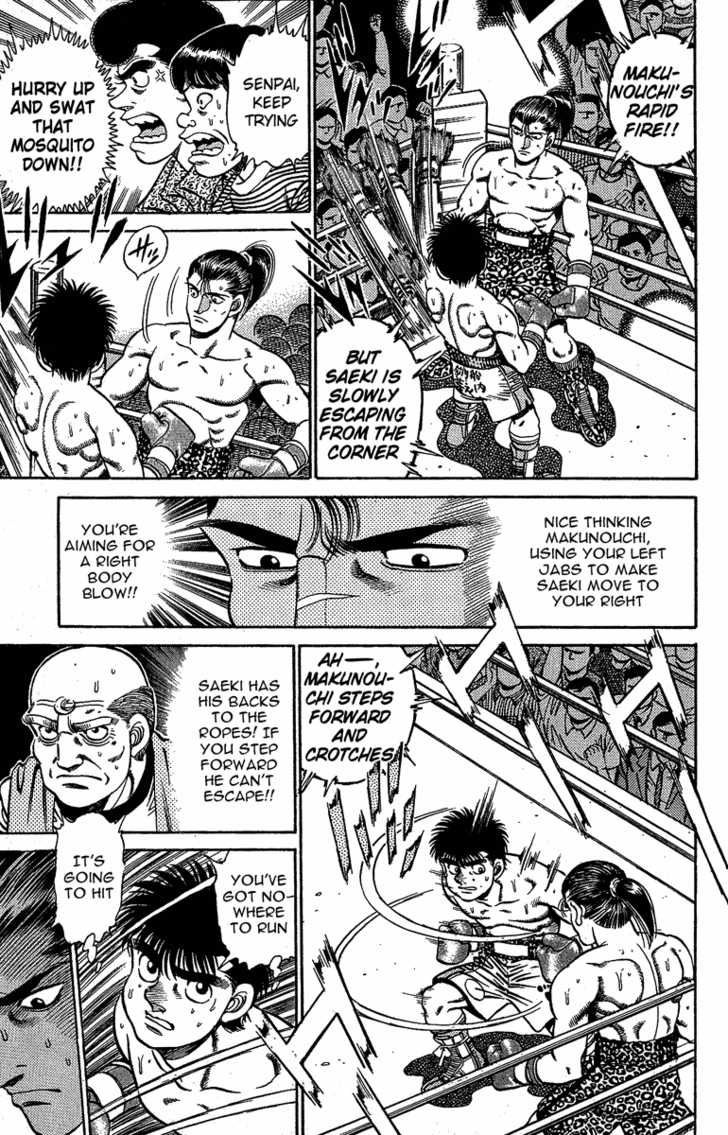 MAKU-
NOUCHI'S
RAPID
FIRE!!
BUT
SAEKI IS
SLOWLY
ESCAPING
FROM THE
CORNER
SENPAI,
KEEP
TRYING
HURRY UP
AND SWAT
THAT
MOSQUITO
DOWN!!
NICE THINKING
MAKUNOUCHI,
USING YOUR LEFT
JABS TO MAKE
SAEKI MOVE TO
YOUR RIGHT
YOU'RE
AIMING FOR
A RIGHT
BODY
BLOW!!
AH—,
MAKUNOU-
CHI STEPS
FORWARD
AND
CROTCHES
SAEKI HAS
HIS BACKS
TO THE
ROPES! IF
YOU STEP
FORWARD
HE CAN'T
ESCAPE!!
YOU'VE
GOT NO-
WHERE
TO RUN
IT'S
GOING
TO HIT